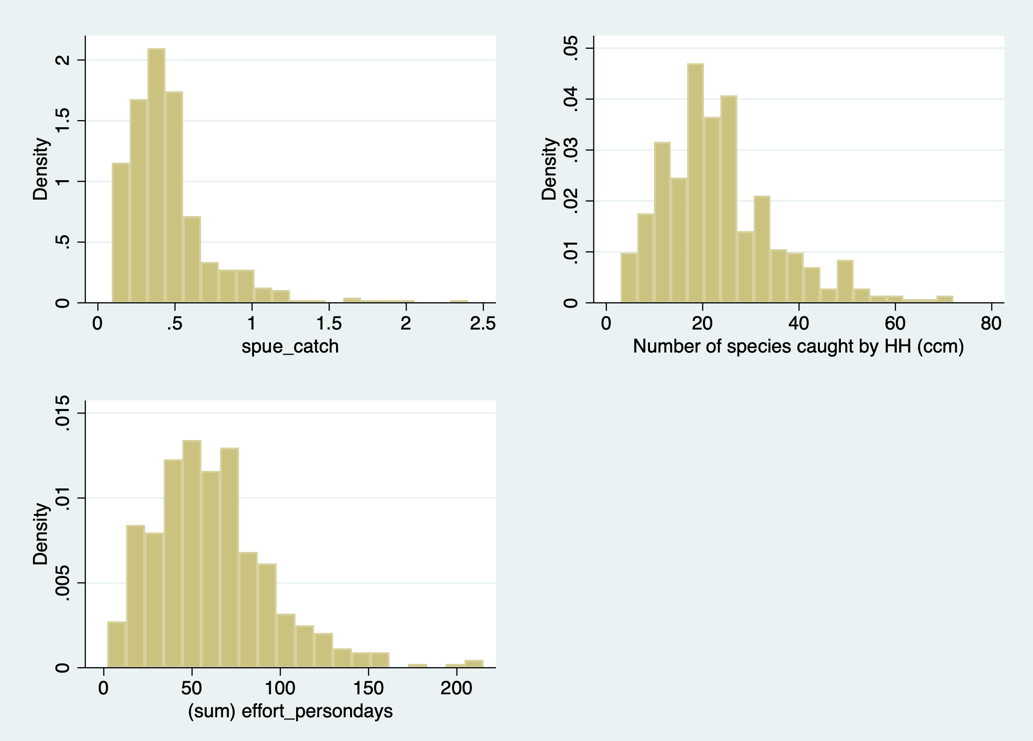 Density
2
1.5
1
.5
0
0 .5 1 1.5 2 2.5
spue_catch
Density
.05
.04
.03
.02
.01
0
0 20 40 60 80
Number of species caught by HH (ccm)
Density
.015
.01
.005
0
0 50 100 150 200
(sum) effort_persondays